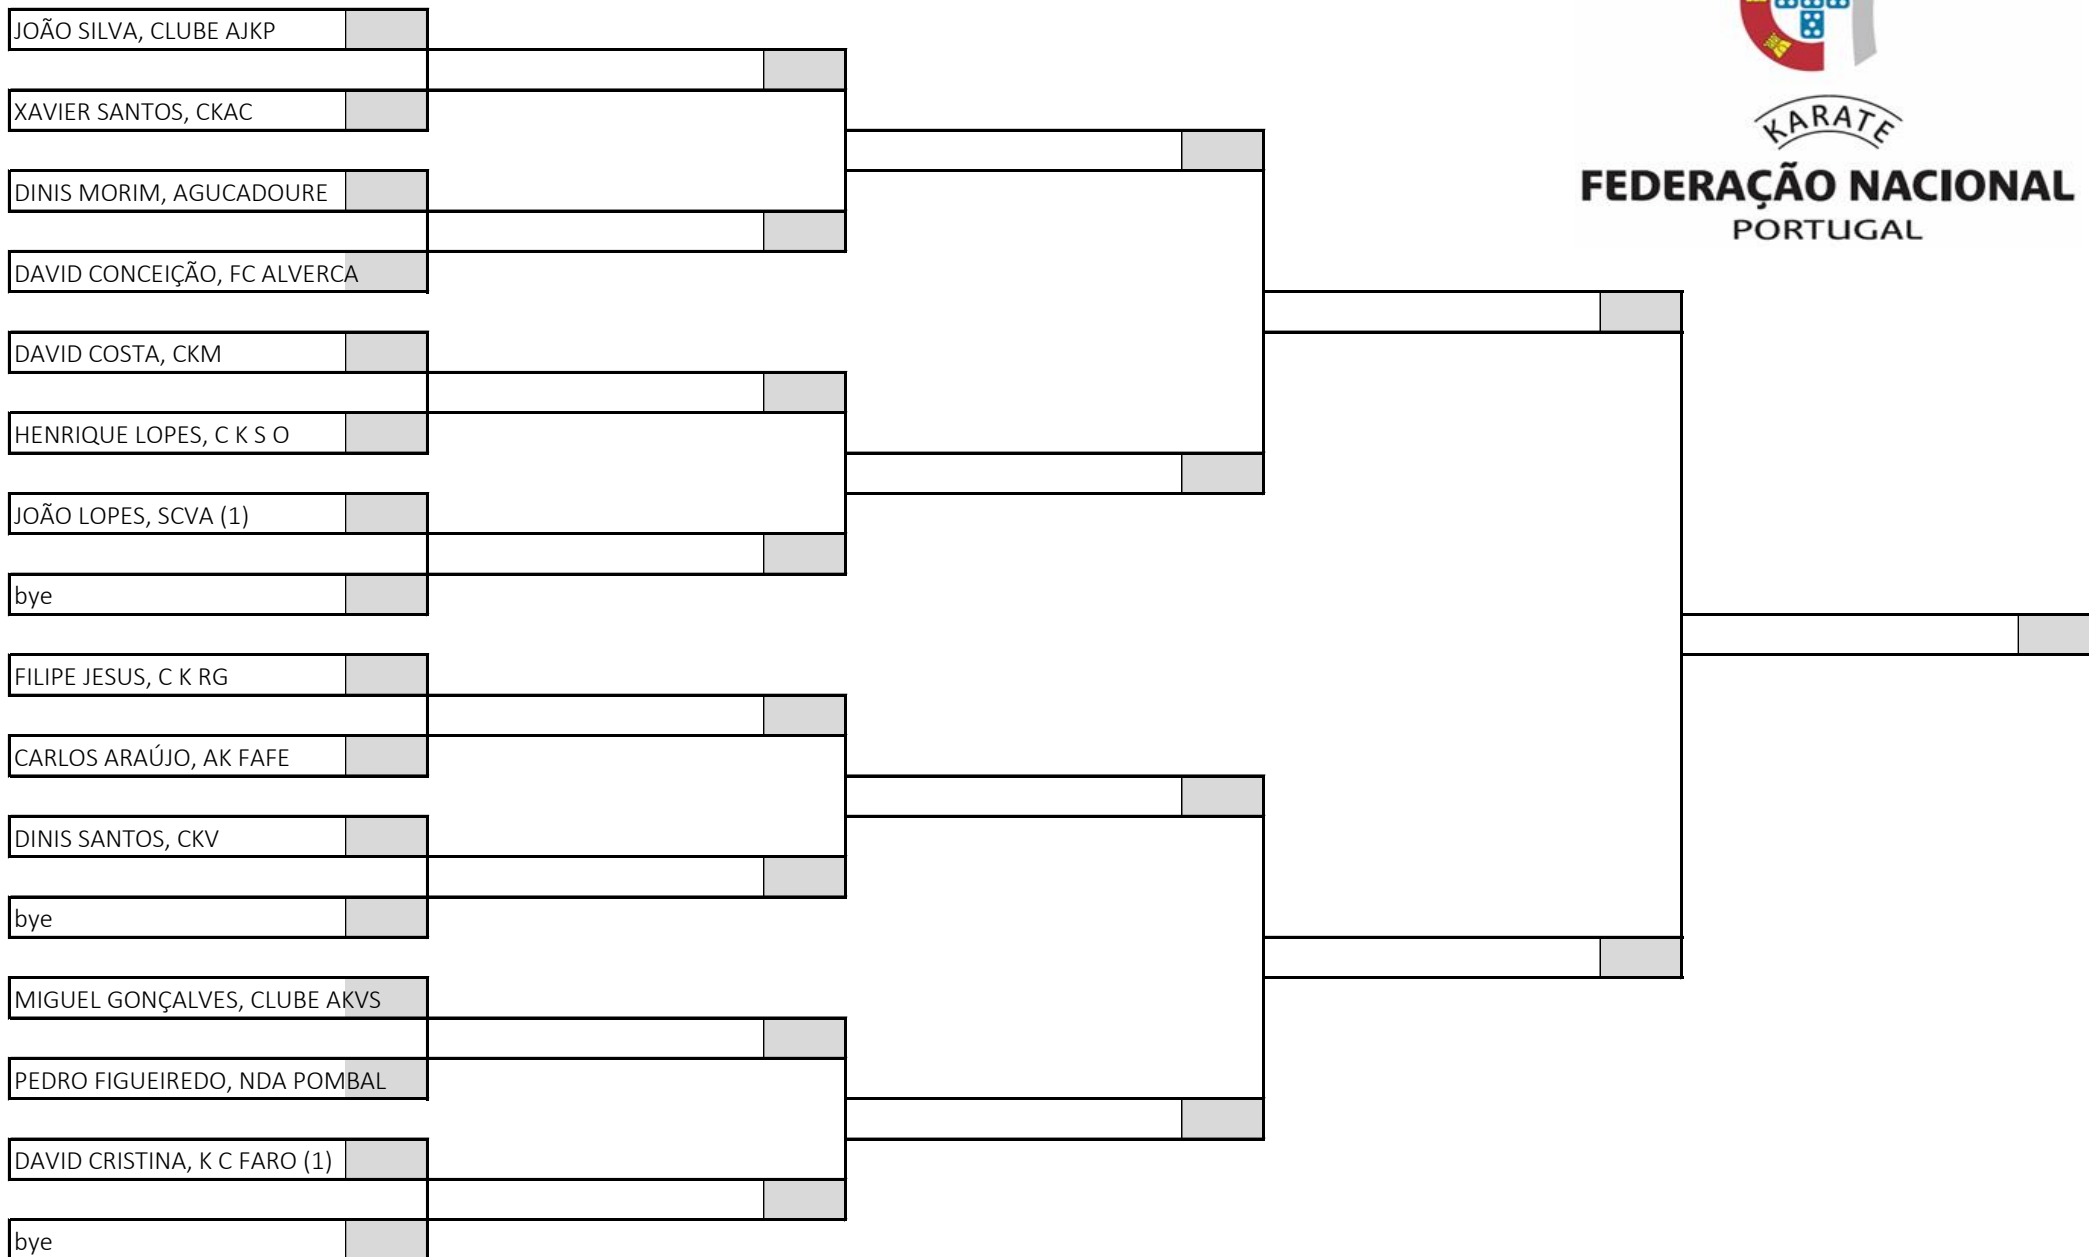 JOÃO SILVA, CLUBE AJKP
XAVIER SANTOS, CKAC
DINIS MORIM, AGUCADOURE
DAVID CONCEIÇÃO, FC ALVERCA
DAVID COSTA, CKM
HENRIQUE LOPES, C K S O
JOÃO LOPES, SCVA (1)
bye
FILIPE JESUS, C K RG
CARLOS ARAÚJO, AK FAFE
DINIS SANTOS, CKV
bye
MIGUEL GONÇALVES, CLUBE AKVS
PEDRO FIGUEIREDO, NDA POMBAL
DAVID CRISTINA, K C FARO (1)
bye
KARATE
FEDERAÇÃO NACIONAL
PORTUGAL